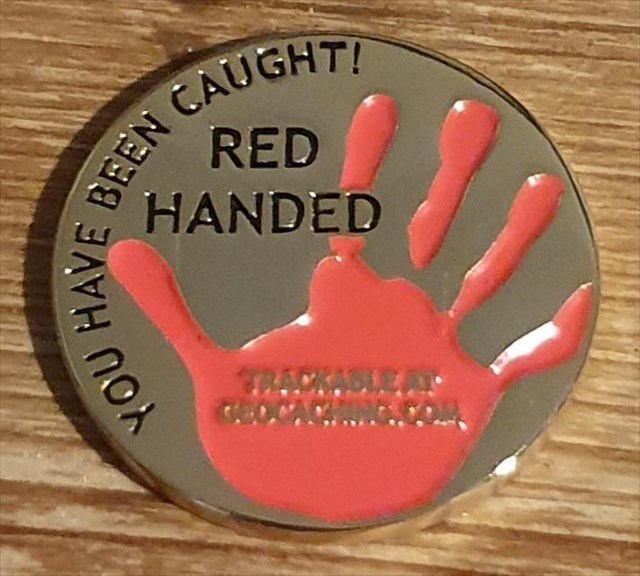 YOU HAVE BEEN CAUGHT!
RED
HANDED
TRACKABLE AT
GEOCACHING.COM